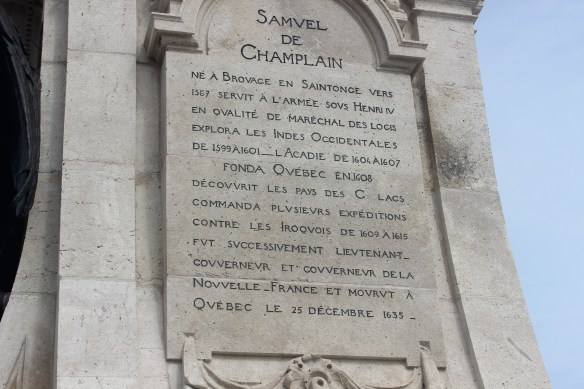 SAMVEL
DE
CHAMPLAIN
NÉ À BROVAGE EN SAINTONGE VERS
1567 SERVIT À L'ARMÉE SOVS HENRI IV
EN QVALITÉ DE MARÉCHAL DES LOGIS
EXPLORA LES INDES OCCIDENTALES
DE 1599 À 1601 _ L'ACADIE DE 1604 À 1607
FONDA QVÉBEC EN 1608
DÉCOVVRIT LES PAYS DES G LACS
COMMANDA PLVSIEVRS EXPÉDITIONS
CONTRE LES IROQVOIS DE 1609 À 1615
FVT SVCCESSIVEMENT LIEVTENANT_
GOVVERNEVR ET GOVVERNEVR DE LA
NOVVELLE_FRANCE ET MOVRVT À
QVÉBEC LE 25 DÉCEMBRE 1635 _